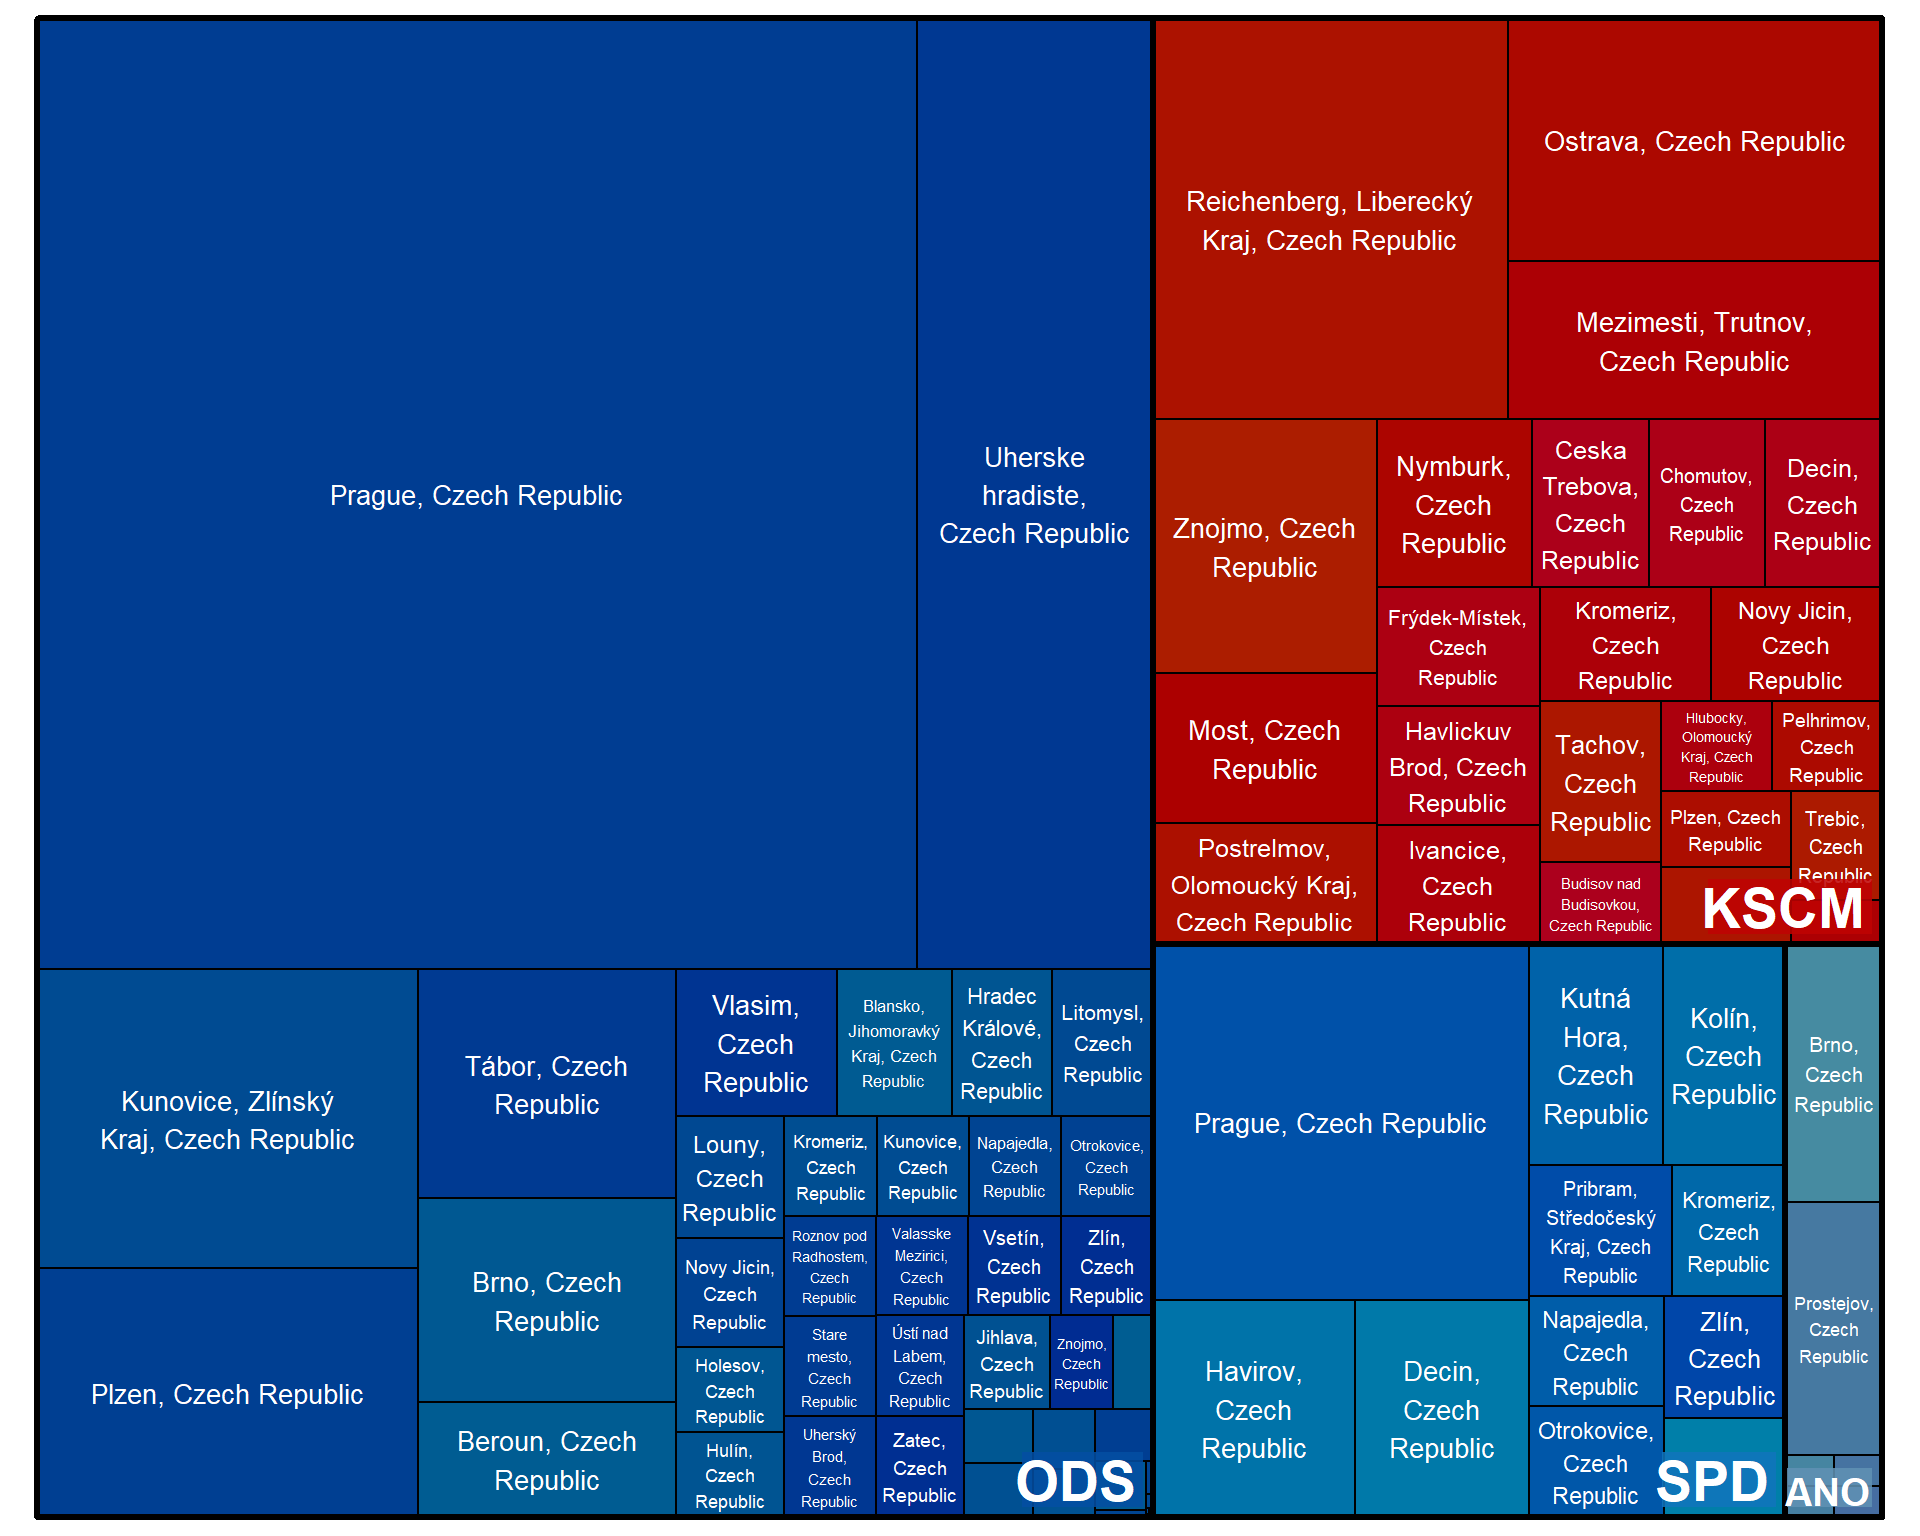 Prague, Czech Republic
Uherske
hradiste,
Czech Republic
Kunovice, Zlínský
Kraj, Czech Republic
Plzen, Czech Republic
Tábor, Czech
Republic
Brno, Czech
Republic
Beroun, Czech
Republic
Vlasim,
Czech
Republic
Blansko,
Jihomoravký
Kraj, Czech
Republic
Hradec
Králové,
Czech
Republic
Litomysl,
Czech
Republic
Louny,
Czech
Republic
Kromeriz,
Czech
Republic
Kunovice,
Czech
Republic
Napajedla,
Czech
Republic
Otrokovice,
Czech
Republic
Novy Jicin,
Czech
Republic
Roznov pod
Radhostem,
Czech
Republic
Valasske
Mezirici,
Czech
Republic
Vsetín,
Czech
Republic
Zlín,
Czech
Republic
Holesov,
Czech
Republic
Stare
mesto,
Czech
Republic
Ústí nad
Labem,
Czech
Republic
Jihlava,
Czech
Republic
Znojmo,
Czech
Republic
Hulín,
Czech
Republic
Uherský
Brod,
Czech
Republic
Zatec,
Czech
Republic
ODS
Reichenberg, Liberecký
Kraj, Czech Republic
Ostrava, Czech Republic
Mezimesti, Trutnov,
Czech Republic
Znojmo, Czech
Republic
Most, Czech
Republic
Postrelmov,
Olomoucký Kraj,
Czech Republic
Nymburk,
Czech
Republic
Ceska
Trebova,
Czech
Republic
Chomutov,
Czech
Republic
Decin,
Czech
Republic
Frýdek-Místek,
Czech
Republic
Kromeriz,
Czech
Republic
Novy Jicin,
Czech
Republic
Havlickuv
Brod, Czech
Republic
Ivancice,
Czech
Republic
Tachov,
Czech
Republic
Hlubocky,
Olomoucký
Kraj, Czech
Republic
Pelhrimov,
Czech
Republic
Plzen, Czech
Republic
Trebic,
Czech
Republic
Budisov nad
Budisovkou,
Czech Republic
KSCM
Prague, Czech Republic
Havirov,
Czech
Republic
Decin,
Czech
Republic
Kutná
Hora,
Czech
Republic
Kolín,
Czech
Republic
Pribram,
Středočeský
Kraj, Czech
Republic
Kromeriz,
Czech
Republic
Napajedla,
Czech
Republic
Zlín,
Czech
Republic
Otrokovice,
Czech
Republic
SPD
Brno,
Czech
Republic
Prostejov,
Czech
Republic
ANO